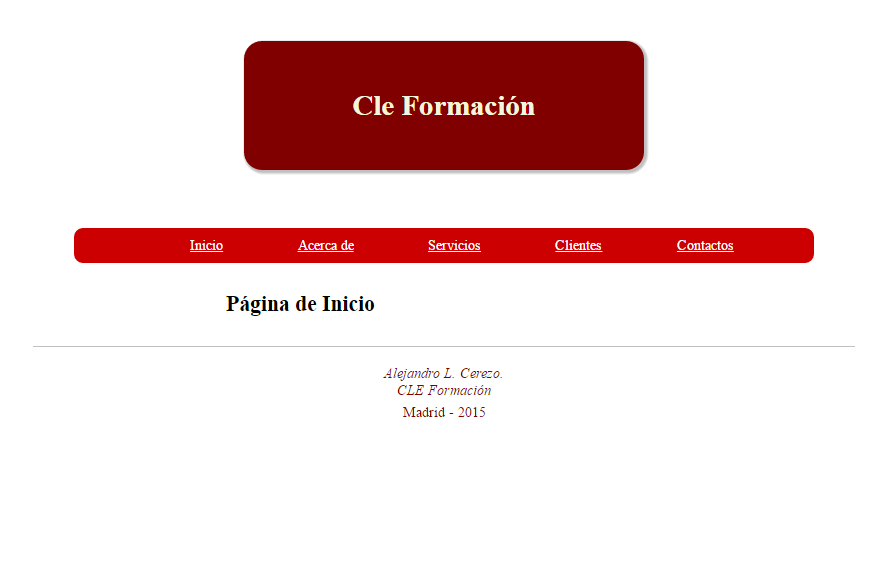 Cle Formación
Inicio Acerca de Servicios Clientes Contactos
Página de Inicio
Alejandro L. Cerezo.
CLE Formación
Madrid - 2015